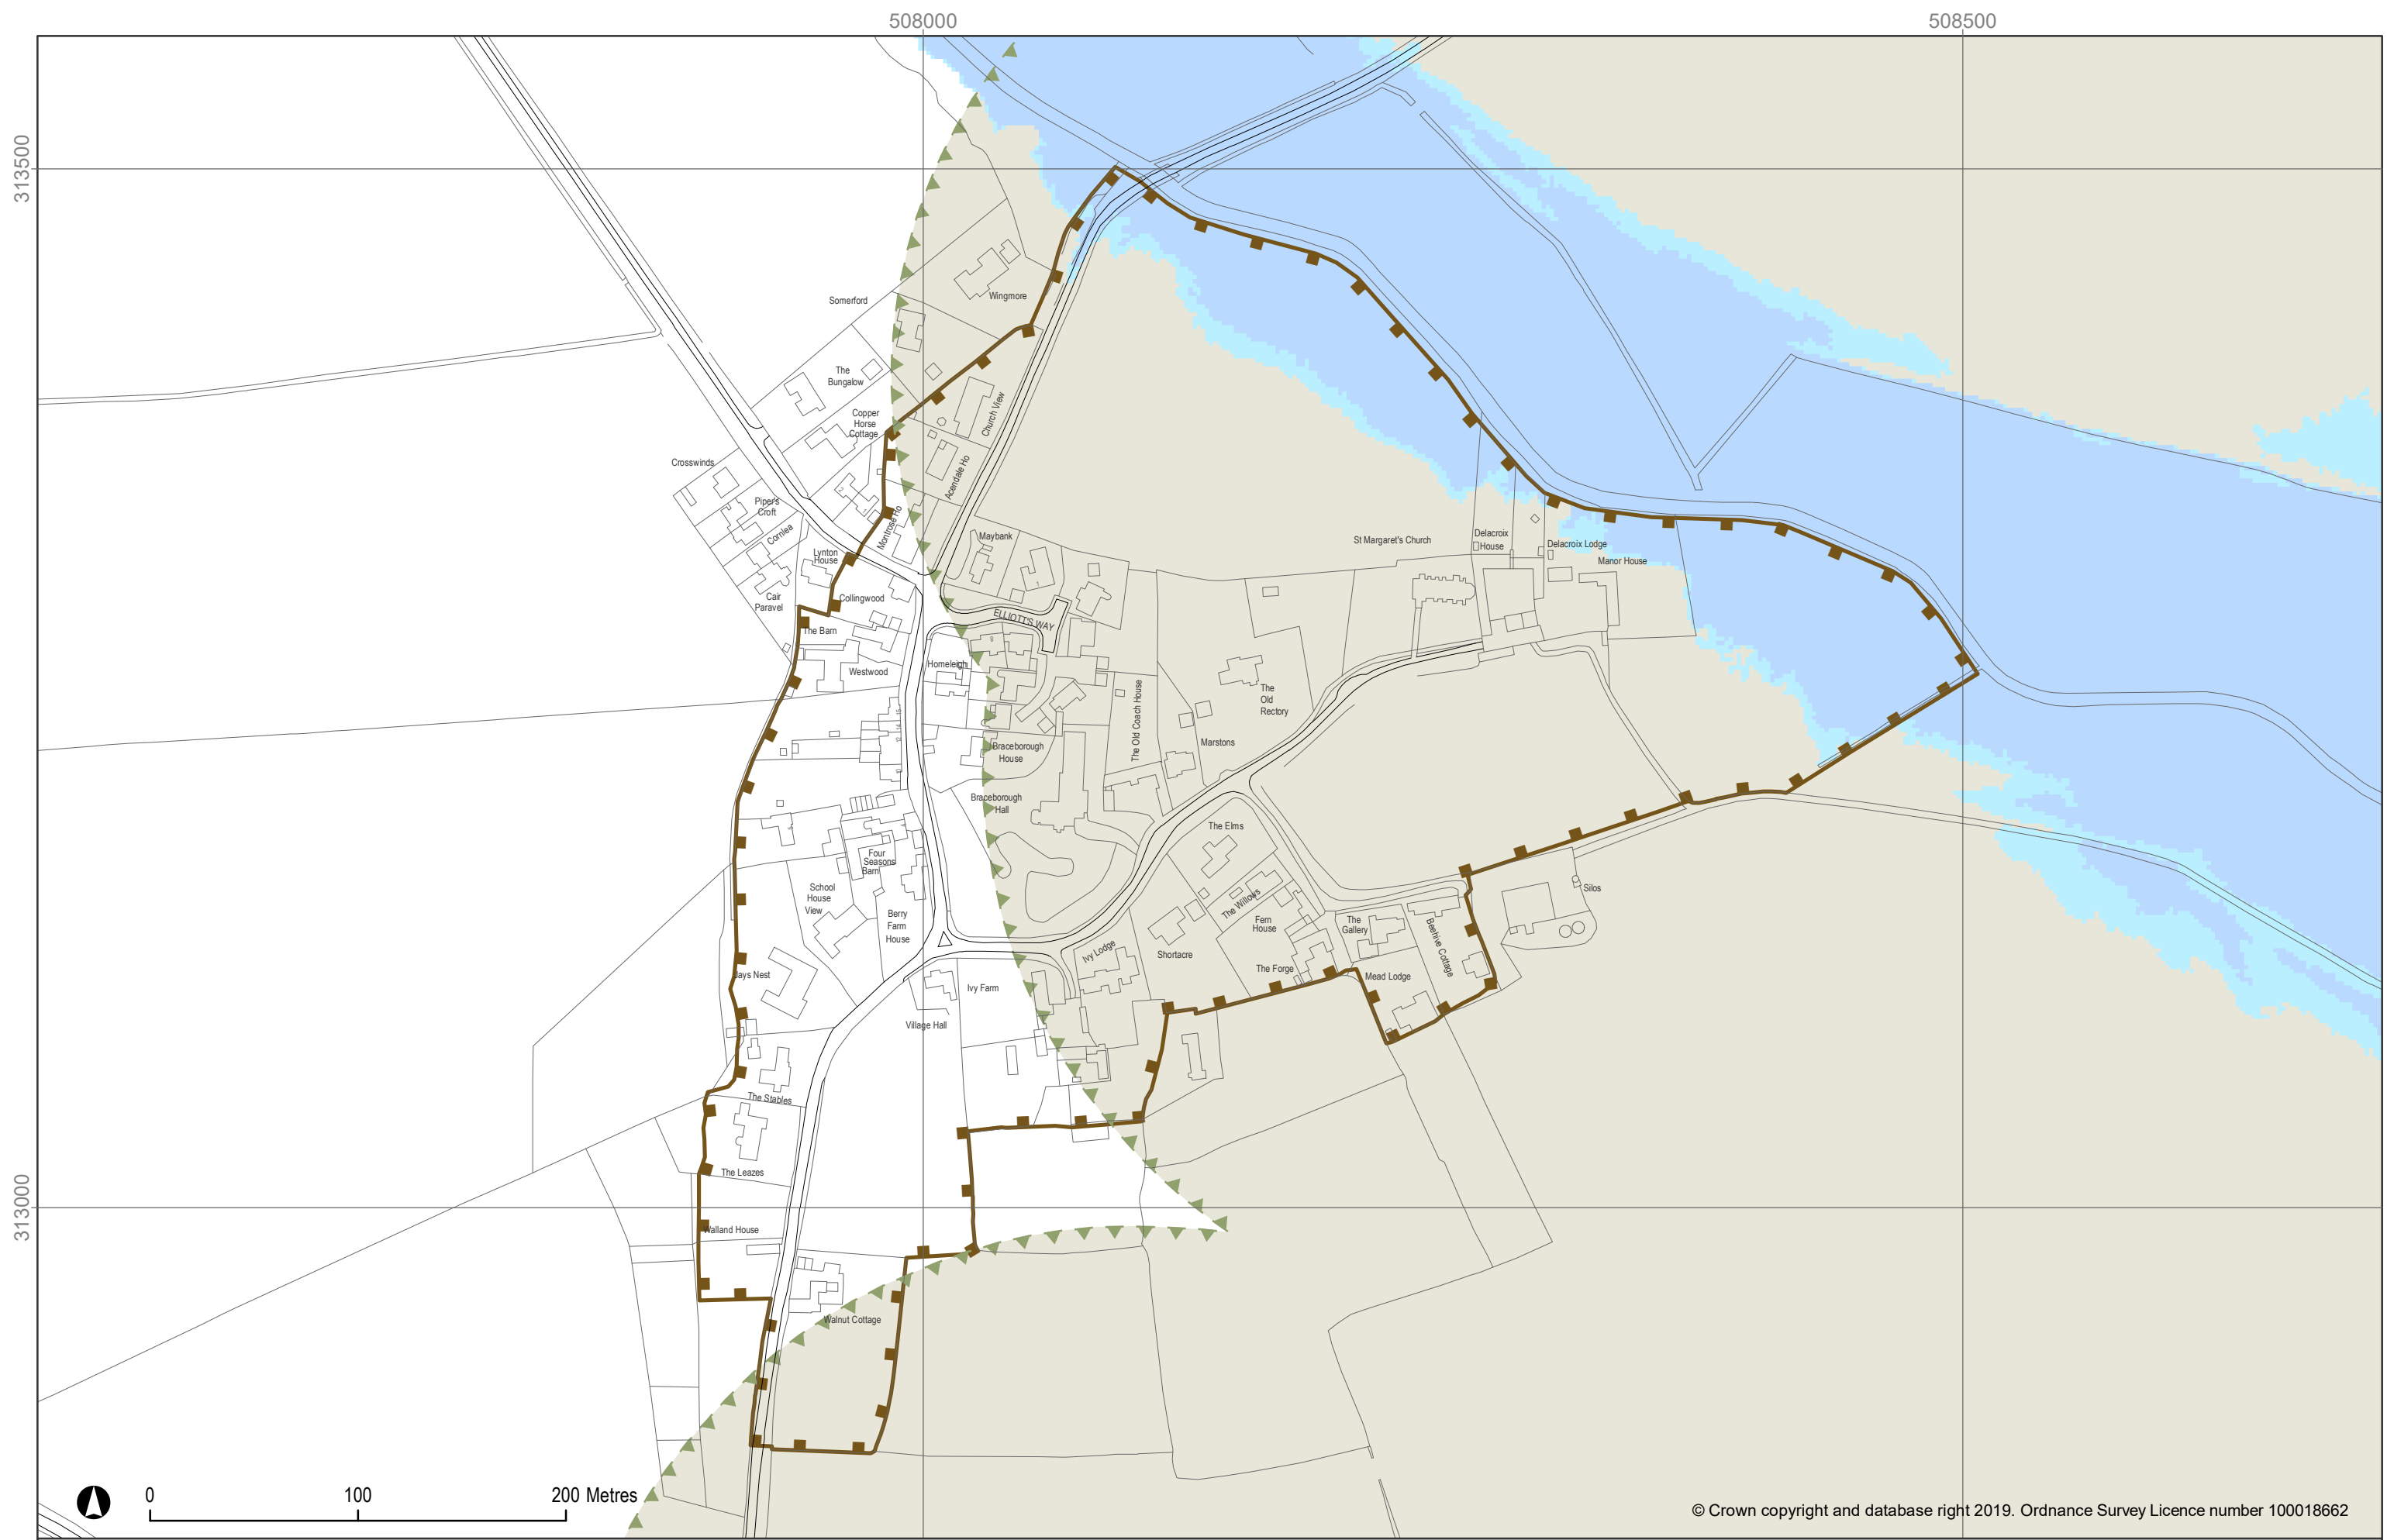 508000
508500
313500
313000
Somerford
Wingmore
The
Bungalow
Copper
Horse
Cottage
Church View
Crosswinds
Acendale Ho
Piper's
Croft
Cornlea
Montrose Ho
Lynton
House
Maybank
St Margaret's Church
Delacroix
House
Delacroix Lodge
Manor House
Cair
Paravel
Collingwood
ELLIOTT'S WAY
The Barn
Westwood
Homeleigh
The Old Coach House
The
Old
Rectory
Marstons
Braceborough
House
Braceborough
Hall
The Elms
Four
Seasons
Barn
School
House
View
Berry
Farm
House
The Willows
Fern
House
The
Gallery
Beehive Cottage
Silos
Ivy Lodge
Shortacre
The Forge
Mead Lodge
Jays Nest
Ivy Farm
Village Hall
The Stables
The Leazes
Walland House
Walnut Cottage
0
100
200 Metres
© Crown copyright and database right 2019. Ordnance Survey Licence number 100018662